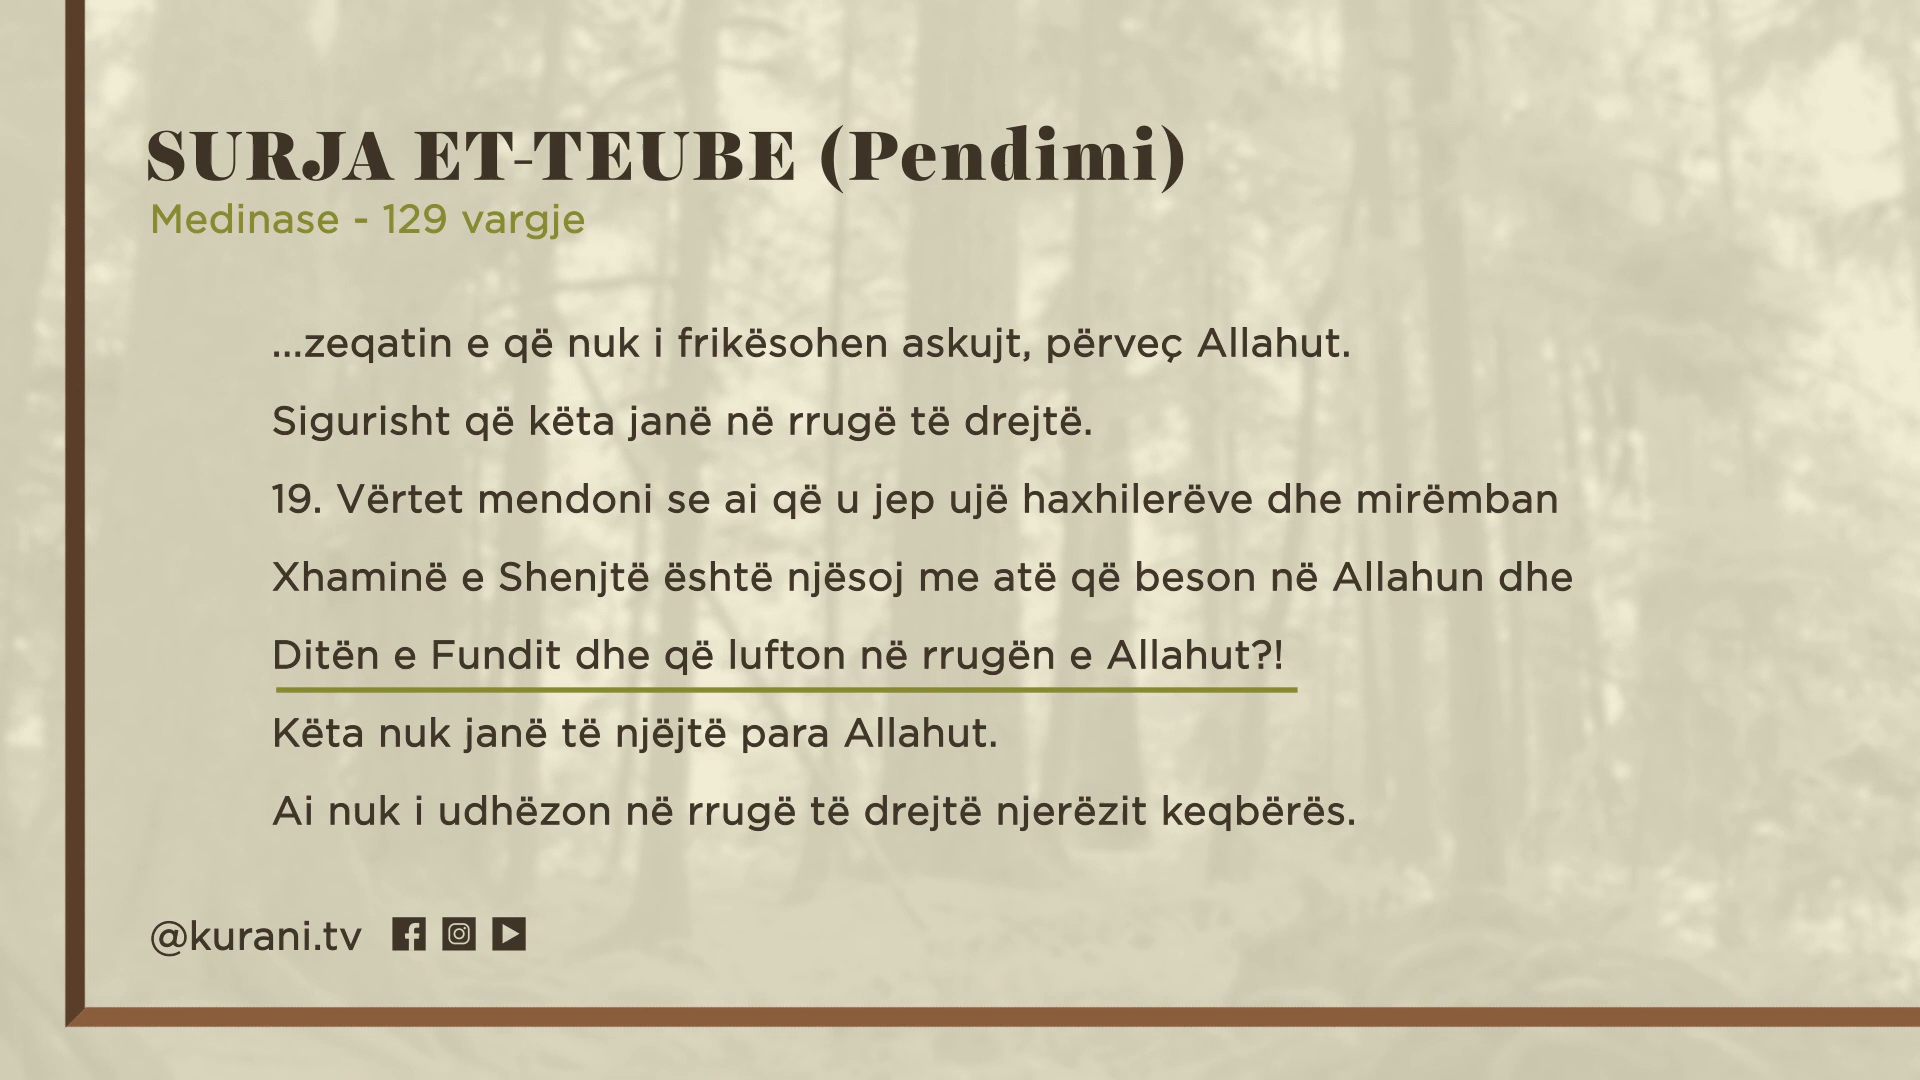 SURJA ET-TEUBE (Pendimi)
Medinase - 129 vargje
...zeqatin e që nuk i frikësohen askujt, përveç Allahut.
Sigurisht që këta janë në rrugë të drejtë.
19. Vërtet mendoni se ai që u jep ujë haxhilerëve dhe mirëmban
Xhaminë e Shenjtë është njësoj me atë që beson në Allahun dhe
Ditën e Fundit dhe që lufton në rrugën e Allahut?!
Këta nuk janë të njëjtë para Allahut.
Ai nuk i udhëzon në rrugë të drejtë njerëzit keqbërës.
@kurani.tv